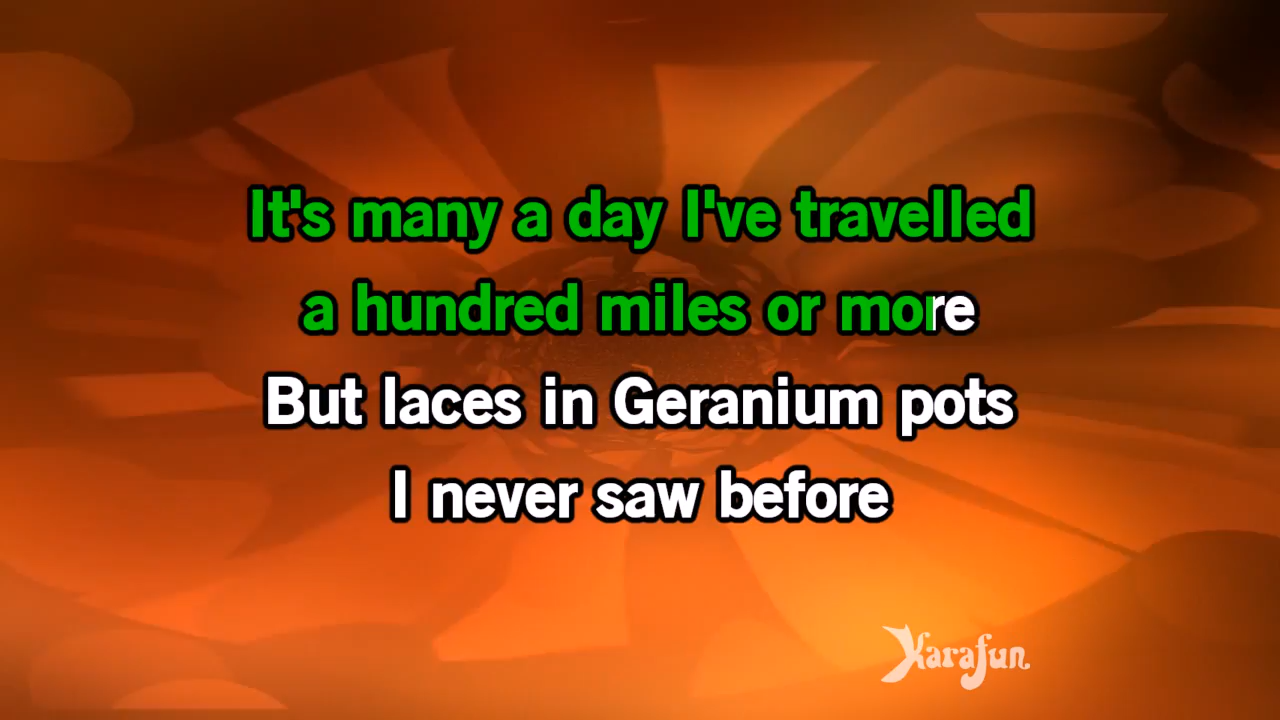 It's many a day I've travelled
a hundred miles or more
But laces in Geranium pots
I never saw before
Karafun